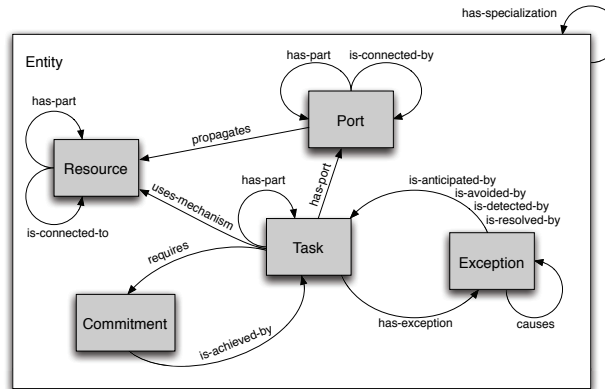 has-specialization
Entity
has-part
is-connected-by
has-part
Port
propagates
Resource
is-anticipated-by
is-avoided-by
is-detected-by
is-resolved-by
has-port
has-part
uses-mechanism
is-connected-to
Task
requires
Exception
Commitment
has-exception
causes
is-achieved-by